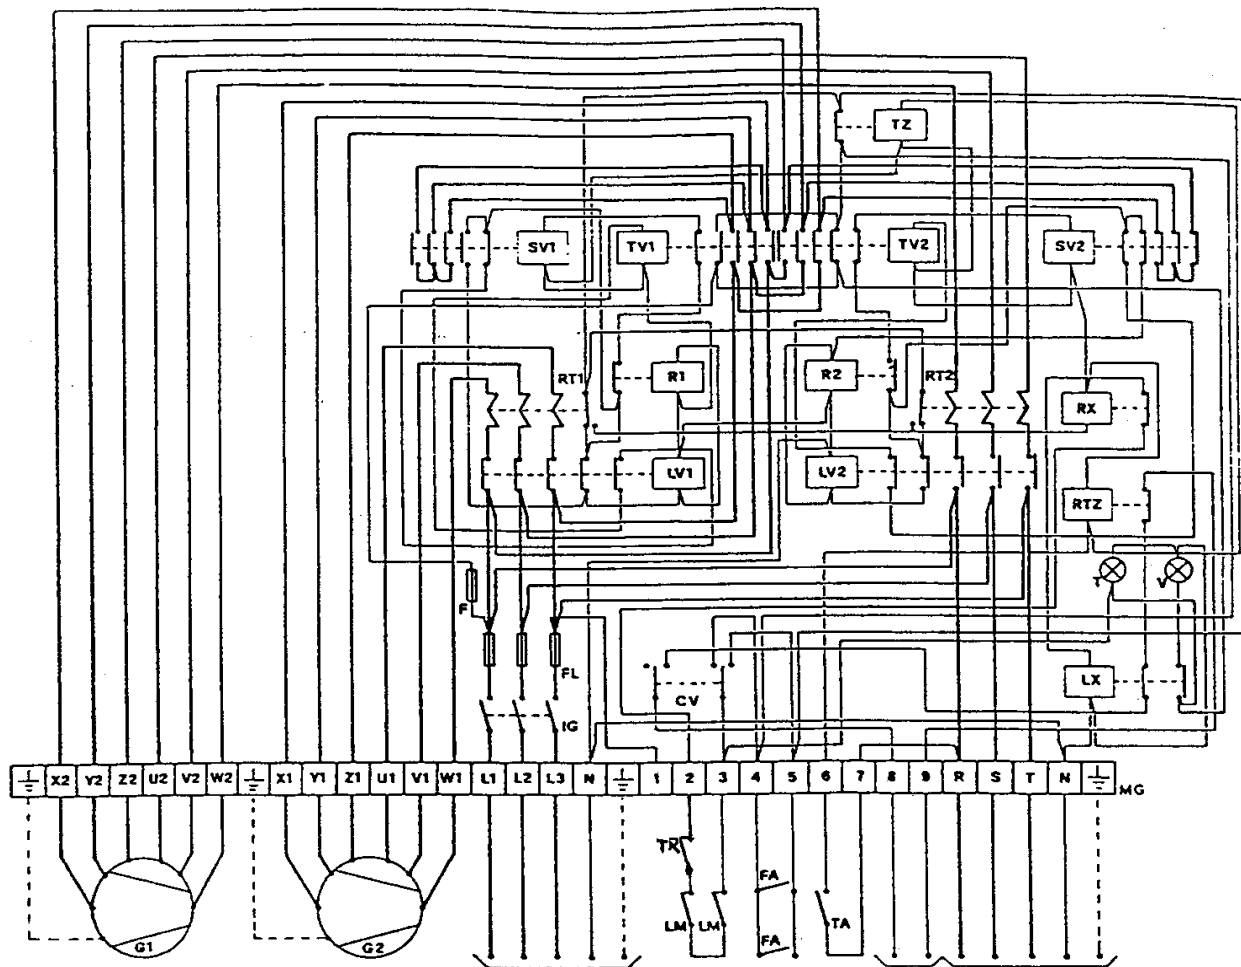 TZ
SV1 TV1 TV2 SV2
RT1 R1 R2 RT2 RX
LV1 LV2 RTZ
F T V
FL CV LX
IG
X2 Y2 Z2 U2 V2 W2 X1 Y1 Z1 U1 V1 W1 L1 L2 L3 N 1 2 3 4 5 6 7 8 9 R S T N MG
TR
FA
LM LM TA
FA
G1 G2